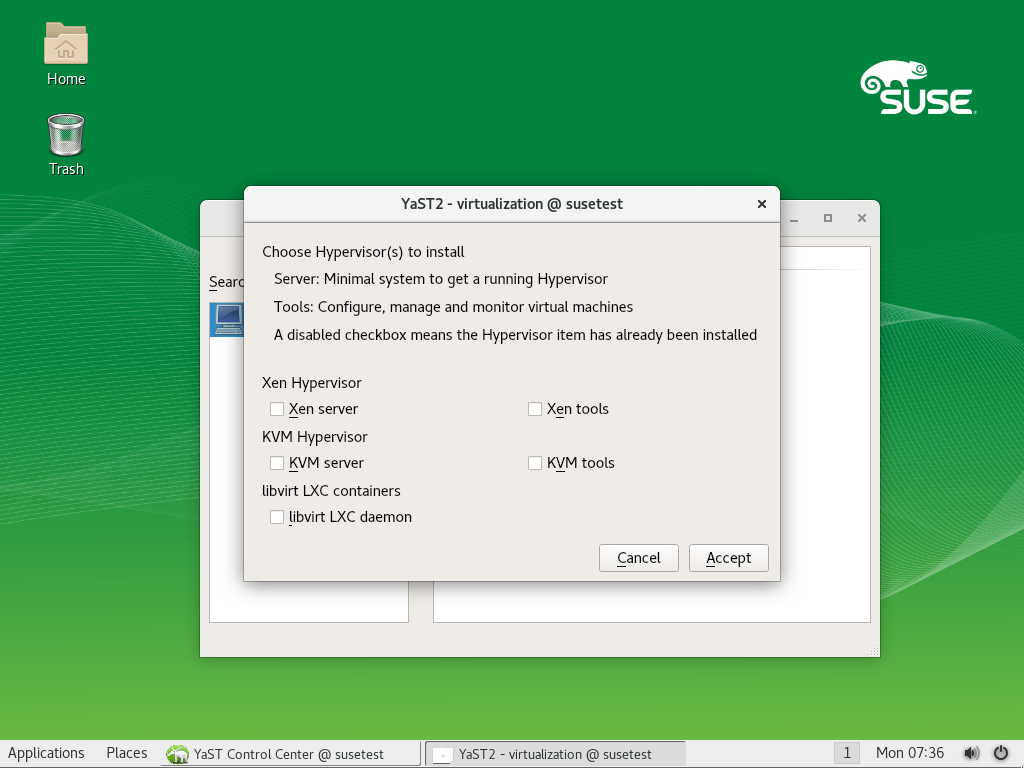 Home
Trash
SUSE
YaST2 - virtualization @ susetest
Choose Hypervisor(s) to install
Server: Minimal system to get a running Hypervisor
Tools: Configure, manage and monitor virtual machines
A disabled checkbox means the Hypervisor item has already been installed
Searc
Xen Hypervisor
Xen server Xen tools
KVM Hypervisor
KVM server KVM tools
libvirt LXC containers
libvirt LXC daemon
Cancel Accept
Applications Places YaST Control Center @ susetest YaST2 - virtualization @ susetest 1 Mon 07:36